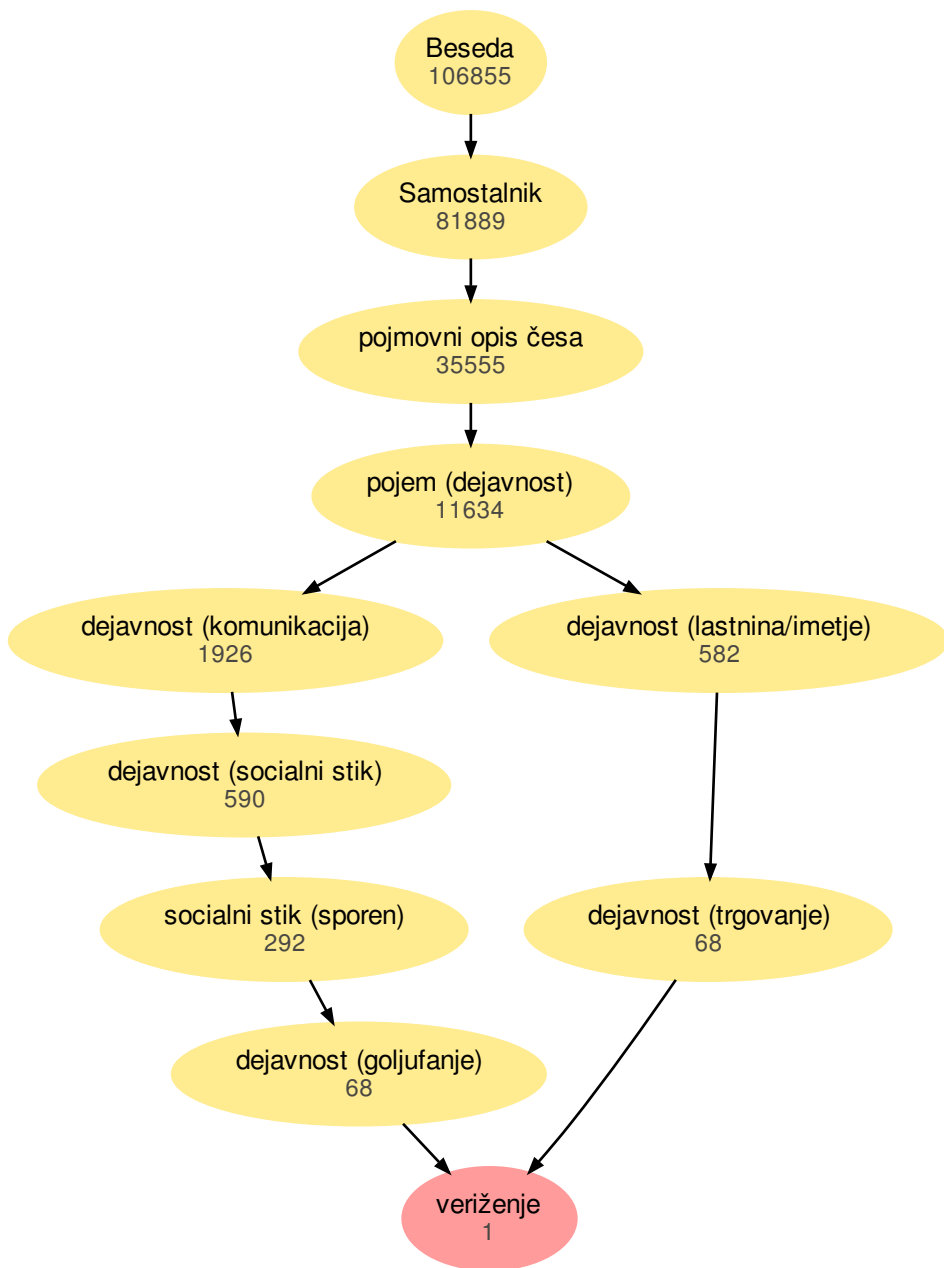 Beseda
106855
Samostalnik
81889
pojmovni opis česa
35555
pojem (dejavnost)
11634
dejavnost (komunikacija)
1926
dejavnost (lastnina/imetje)
582
dejavnost (socialni stik)
590
socialni stik (sporen)
292
dejavnost (trgovanje)
68
dejavnost (goljufanje)
68
veriženje
1